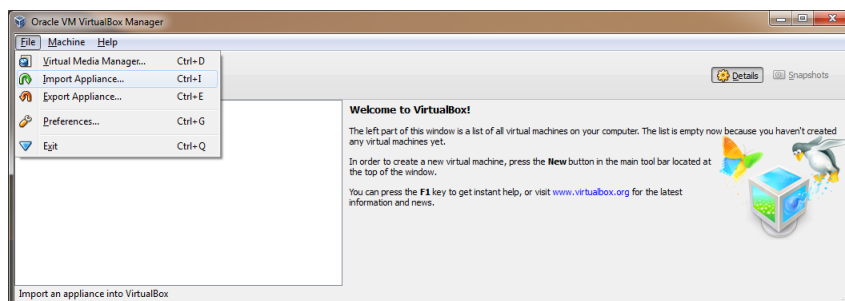 Oracle VM VirtualBox Manager
File Machine Help
Virtual Media Manager... Ctrl+D
Import Appliance... Ctrl+I
Export Appliance... Ctrl+E
Preferences... Ctrl+G
Exit Ctrl+Q
Details Snapshots
Welcome to VirtualBox!
The left part of this window is a list of all virtual machines on your computer. The list is empty now because you haven't created
any virtual machines yet.
In order to create a new virtual machine, press the New button in the main tool bar located at
the top of the window.
You can press the F1 key to get instant help, or visit www.virtualbox.org for the latest
information and news.
Import an appliance into VirtualBox